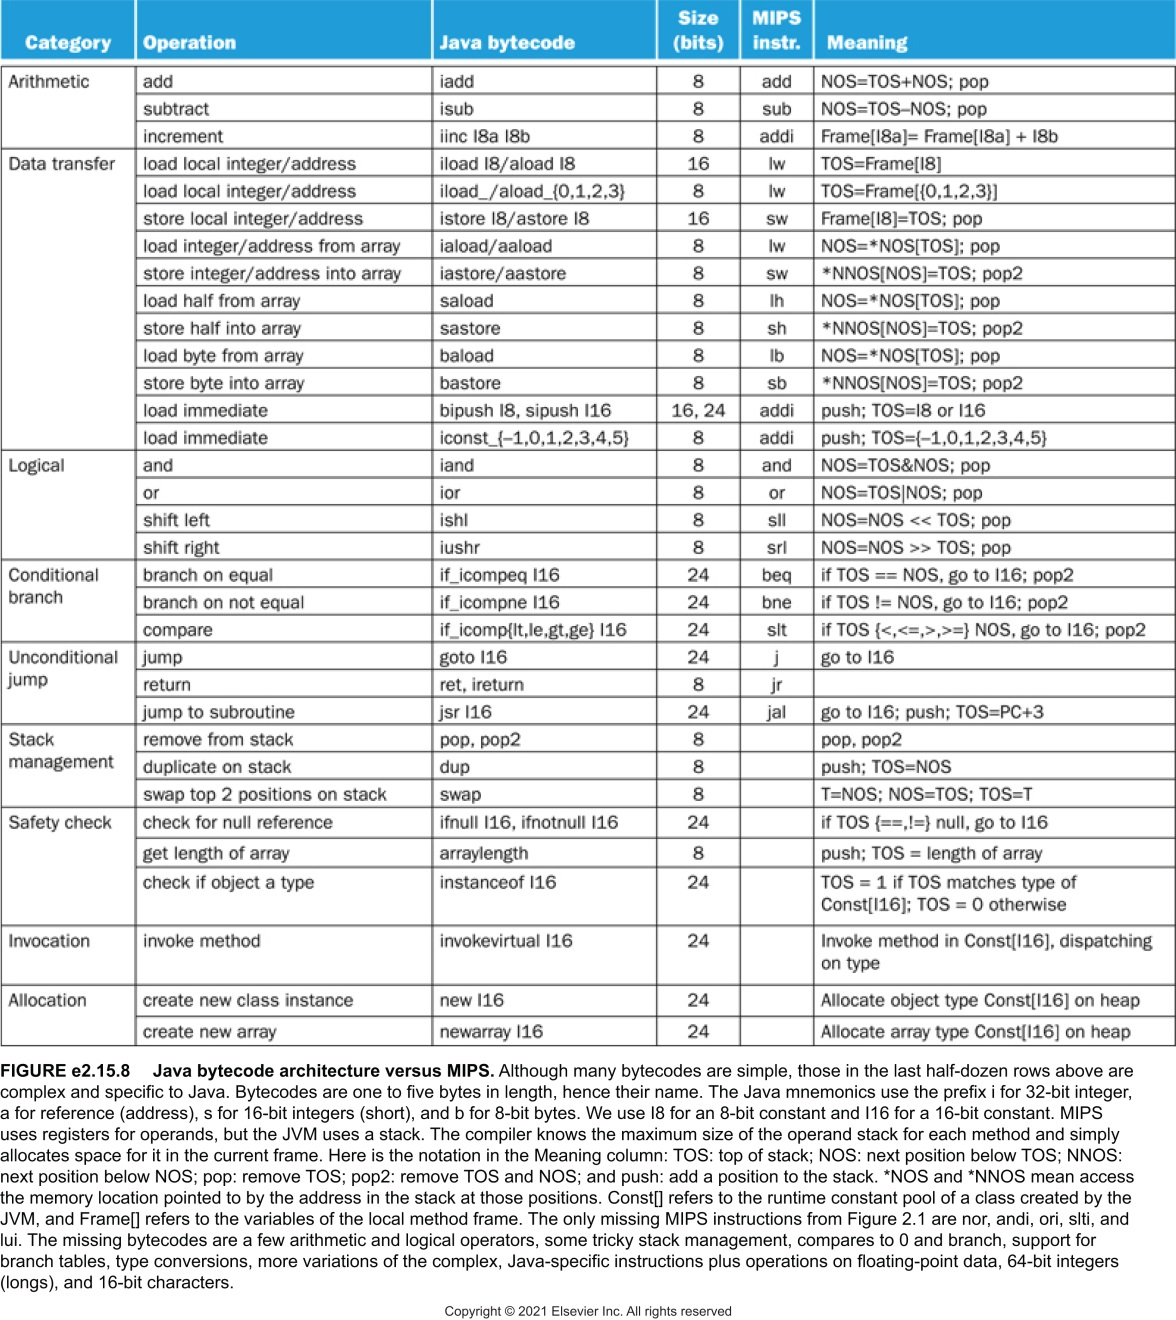 Category Operation Java bytecode Size (bits) MIPS instr. Meaning
Arithmetic add iadd 8 add NOS=TOS+NOS; pop
subtract isub 8 sub NOS=TOS–NOS; pop
increment iinc I8a I8b 8 addi Frame[I8a]= Frame[I8a] + I8b
Data transfer load local integer/address iload I8/aload I8 16 lw TOS=Frame[I8]
load local integer/address iload_/aload_{0,1,2,3} 8 lw TOS=Frame[{0,1,2,3}]
store local integer/address istore I8/astore I8 16 sw Frame[I8]=TOS; pop
load integer/address from array iaload/aaload 8 lw NOS=*NOS[TOS]; pop
store integer/address into array iastore/aastore 8 sw *NNOS[NOS]=TOS; pop2
load half from array saload 8 lh NOS=*NOS[TOS]; pop
store half into array sastore 8 sh *NNOS[NOS]=TOS; pop2
load byte from array baload 8 lb NOS=*NOS[TOS]; pop
store byte into array bastore 8 sb *NNOS[NOS]=TOS; pop2
load immediate bipush I8, sipush I16 16, 24 addi push; TOS=I8 or I16
load immediate iconst_{–1,0,1,2,3,4,5} 8 addi push; TOS={–1,0,1,2,3,4,5}
Logical and iand 8 and NOS=TOS&NOS; pop
or ior 8 or NOS=TOS|NOS; pop
shift left ishl 8 sll NOS=NOS << TOS; pop
shift right iushr 8 srl NOS=NOS >> TOS; pop
Conditional branch branch on equal if_icompeq I16 24 beq if TOS == NOS, go to I16; pop2
branch on not equal if_icompne I16 24 bne if TOS != NOS, go to I16; pop2
compare if_icomp{lt,le,gt,ge} I16 24 slt if TOS {<,<=,>,>=} NOS, go to I16; pop2
Unconditional jump jump goto I16 24 j go to I16
return ret, ireturn 8 jr
jump to subroutine jsr I16 24 jal go to I16; push; TOS=PC+3
Stack management remove from stack pop, pop2 8 pop, pop2
duplicate on stack dup 8 push; TOS=NOS
swap top 2 positions on stack swap 8 T=NOS; NOS=TOS; TOS=T
Safety check check for null reference ifnull I16, ifnotnull I16 24 if TOS {==,!=} null, go to I16
get length of array arraylength 8 push; TOS = length of array
check if object a type instanceof I16 24 TOS = 1 if TOS matches type of
Const[I16]; TOS = 0 otherwise
Invocation invoke method invokevirtual I16 24 Invoke method in Const[I16], dispatching
on type
Allocation create new class instance new I16 24 Allocate object type Const[I16] on heap
create new array newarray I16 24 Allocate array type Const[I16] on heap
FIGURE e2.15.8 Java bytecode architecture versus MIPS. Although many bytecodes are simple, those in the last half-dozen rows above are
complex and specific to Java. Bytecodes are one to five bytes in length, hence their name. The Java mnemonics use the prefix i for 32-bit integer,
a for reference (address), s for 16-bit integers (short), and b for 8-bit bytes. We use I8 for an 8-bit constant and I16 for a 16-bit constant. MIPS
uses registers for operands, but the JVM uses a stack. The compiler knows the maximum size of the operand stack for each method and simply
allocates space for it in the current frame. Here is the notation in the Meaning column: TOS: top of stack; NOS: next position below TOS; NNOS:
next position below NOS; pop: remove TOS; pop2: remove TOS and NOS; and push: add a position to the stack. *NOS and *NNOS mean access
the memory location pointed to by the address in the stack at those positions. Const[] refers to the runtime constant pool of a class created by the
JVM, and Frame[] refers to the variables of the local method frame. The only missing MIPS instructions from Figure 2.1 are nor, andi, ori, slti, and
lui. The missing bytecodes are a few arithmetic and logical operators, some tricky stack management, compares to 0 and branch, support for
branch tables, type conversions, more variations of the complex, Java-specific instructions plus operations on floating-point data, 64-bit integers
(longs), and 16-bit characters.
Copyright © 2021 Elsevier Inc. All rights reserved